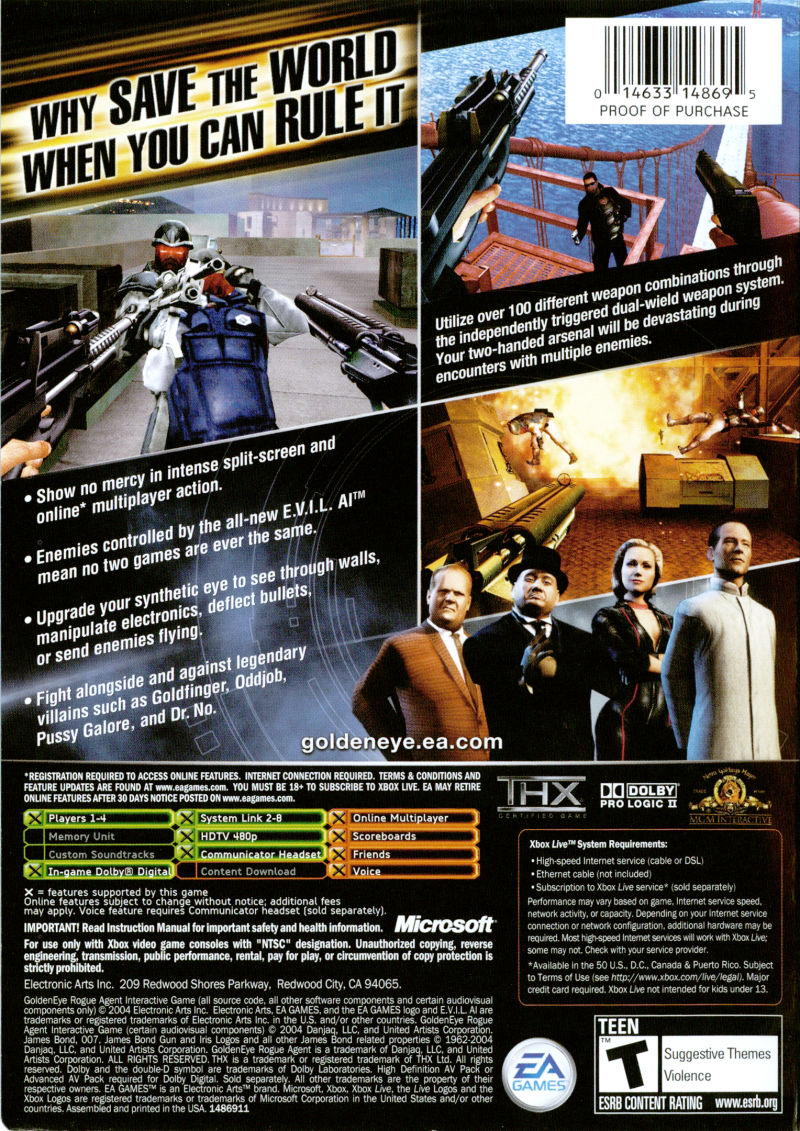 WHY SAVE THE WORLD
WHEN YOU CAN RULE IT
0 14633 14869 5
PROOF OF PURCHASE
Utilize over 100 different weapon combinations through
the independently triggered dual-wield weapon system.
Your two-handed arsenal will be devastating during
encounters with multiple enemies.
• Show no mercy in intense split-screen and
online* multiplayer action.
• Enemies controlled by the all-new E.V.I.L. AI™
mean no two games are ever the same.
• Upgrade your synthetic eye to see through walls,
manipulate electronics, deflect bullets,
or send enemies flying.
• Fight alongside and against legendary
villains such as Goldfinger, Oddjob,
Pussy Galore, and Dr. No.
goldeneye.ea.com
*REGISTRATION REQUIRED TO ACCESS ONLINE FEATURES. INTERNET CONNECTION REQUIRED. TERMS & CONDITIONS AND
FEATURE UPDATES ARE FOUND AT www.eagames.com. YOU MUST BE 18+ TO SUBSCRIBE TO XBOX LIVE. EA MAY RETIRE
ONLINE FEATURES AFTER 30 DAYS NOTICE POSTED ON www.eagames.com.
THX
CERTIFIED GAME
DOLBY
PRO LOGIC II
TRADE MARK
MGM INTERACTIVE
X Players 1-4
X System Link 2-8
X Online Multiplayer
Memory Unit
X HDTV 480p
X Scoreboards
Custom Soundtracks
X Communicator Headset
X Friends
X In-game Dolby® Digital
Content Download
X Voice
X = features supported by this game
Online features subject to change without notice; additional fees
may apply. Voice feature requires Communicator headset (sold separately).
IMPORTANT! Read Instruction Manual for important safety and health information.
Microsoft®
For use only with Xbox video game consoles with "NTSC" designation. Unauthorized copying, reverse
engineering, transmission, public performance, rental, pay for play, or circumvention of copy protection is
strictly prohibited.
Electronic Arts Inc. 209 Redwood Shores Parkway, Redwood City, CA 94065.
GoldenEye Rogue Agent Interactive Game (all source code, all other software components and certain audiovisual
components only) © 2004 Electronic Arts Inc. Electronic Arts, EA GAMES, and the EA GAMES logo and E.V.I.L. AI are
trademarks or registered trademarks of Electronic Arts Inc. in the U.S. and/or other countries. GoldenEye Rogue
Agent Interactive Game (certain audiovisual components) © 2004 Danjaq, LLC, and United Artists Corporation.
James Bond, 007, James Bond Gun and Iris Logos and all other James Bond related properties © 1962-2004
Danjaq, LLC, and United Artists Corporation. GoldenEye Rogue Agent is a trademark of Danjaq, LLC, and United
Artists Corporation. ALL RIGHTS RESERVED. THX is a trademark or registered trademark of THX Ltd. All rights
reserved. Dolby and the double-D symbol are trademarks of Dolby Laboratories. High Definition AV Pack or
Advanced AV Pack required for Dolby Digital. Sold separately. All other trademarks are the property of their
respective owners. EA GAMES™ is an Electronic Arts™ brand. Microsoft, Xbox, Xbox Live, the Live Logos and the
Xbox Logos are registered trademarks or trademarks of Microsoft Corporation in the United States and/or other
countries. Assembled and printed in the USA. 1486911
Xbox Live™ System Requirements:
• High-speed Internet service (cable or DSL)
• Ethernet cable (not included)
• Subscription to Xbox Live service* (sold separately)
Performance may vary based on game, Internet service speed,
network activity, or capacity. Depending on your Internet service
connection or network configuration, additional hardware may be
required. Most high-speed Internet services will work with Xbox Live;
some may not. Check with your service provider.
*Available in the 50 U.S., D.C., Canada & Puerto Rico. Subject
to Terms of Use (see http://www.xbox.com/live/legal). Major
credit card required. Xbox Live not intended for kids under 13.
EA
GAMES™
TEEN
T
™
Suggestive Themes
Violence
ESRB CONTENT RATING www.esrb.org